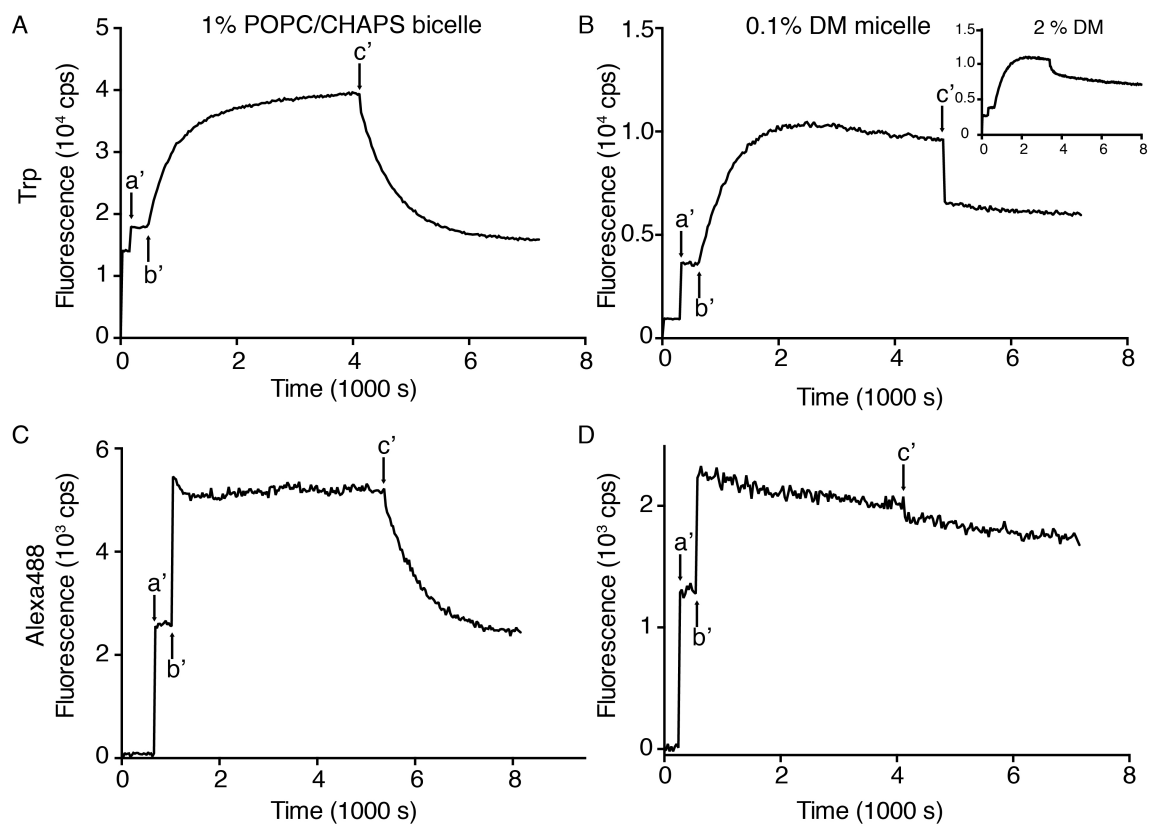 A
1% POPC/CHAPS bicelle
Trp
Fluorescence (10⁴ cps)
5
4
3
2
1
0
a’
b’
c’
0 2 4 6 8
Time (1000 s)
B
0.1% DM micelle
Fluorescence (10⁴ cps)
1.5
1.0
0.5
0
a’
b’
c’
0 2 4 6 8
Time (1000 s)
2 % DM
1.5
1.0
0.5
0
0 2 4 6 8
C
Alexa488
Fluorescence (10³ cps)
6
4
2
0
a’
b’
c’
0 2 4 6 8
Time (1000 s)
D
Fluorescence (10³ cps)
2
1
0
a’
b’
c’
0 2 4 6 8
Time (1000 s)